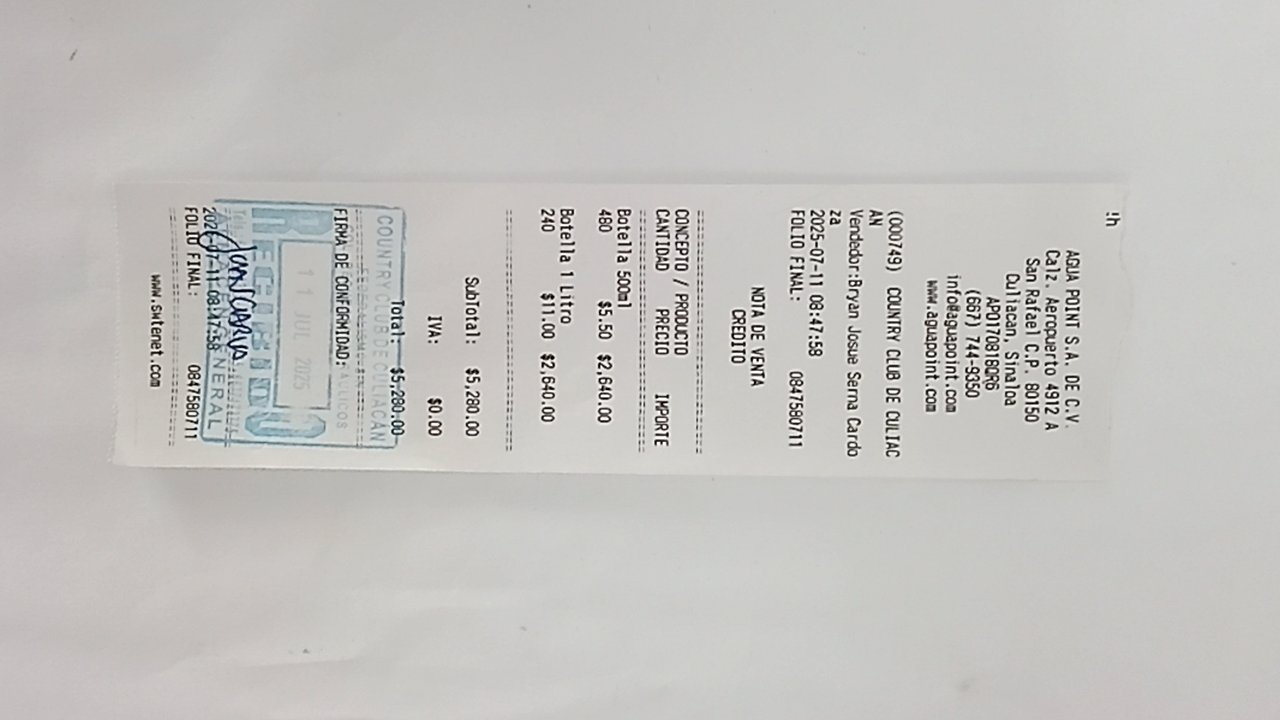 !h
AGUA POINT S.A. DE C.V.
Calz. Aeropuerto 4912 A
San Rafael C.P. 80150
Culiacan, Sinaloa
APO170818QR6
(667) 744-9350
info@aguapoint.com
www.aguapoint.com
(000749) COUNTRY CLUB DE CULIAC
AN
Vendedor:Bryan Josue Serna Cardo
za
2025-07-11 08:47:58
FOLIO FINAL: 0847580711
NOTA DE VENTA
CREDITO
CONCEPTO / PRODUCTO
CANTIDAD PRECIO IMPORTE
Botella 500ml
480 $5.50 $2,640.00
Botella 1 Litro
240 $11.00 $2,640.00
SubTotal: $5,280.00
IVA: $0.00
Total: $5,280.00
COUNTRY CLUB DE CULIACAN
FIRMA DE CONFORMIDAD:
11 JUL 2025
RECIBIDO
2025-07-11 08:47:58
FOLIO FINAL: 0847580711
www.swtenet.com